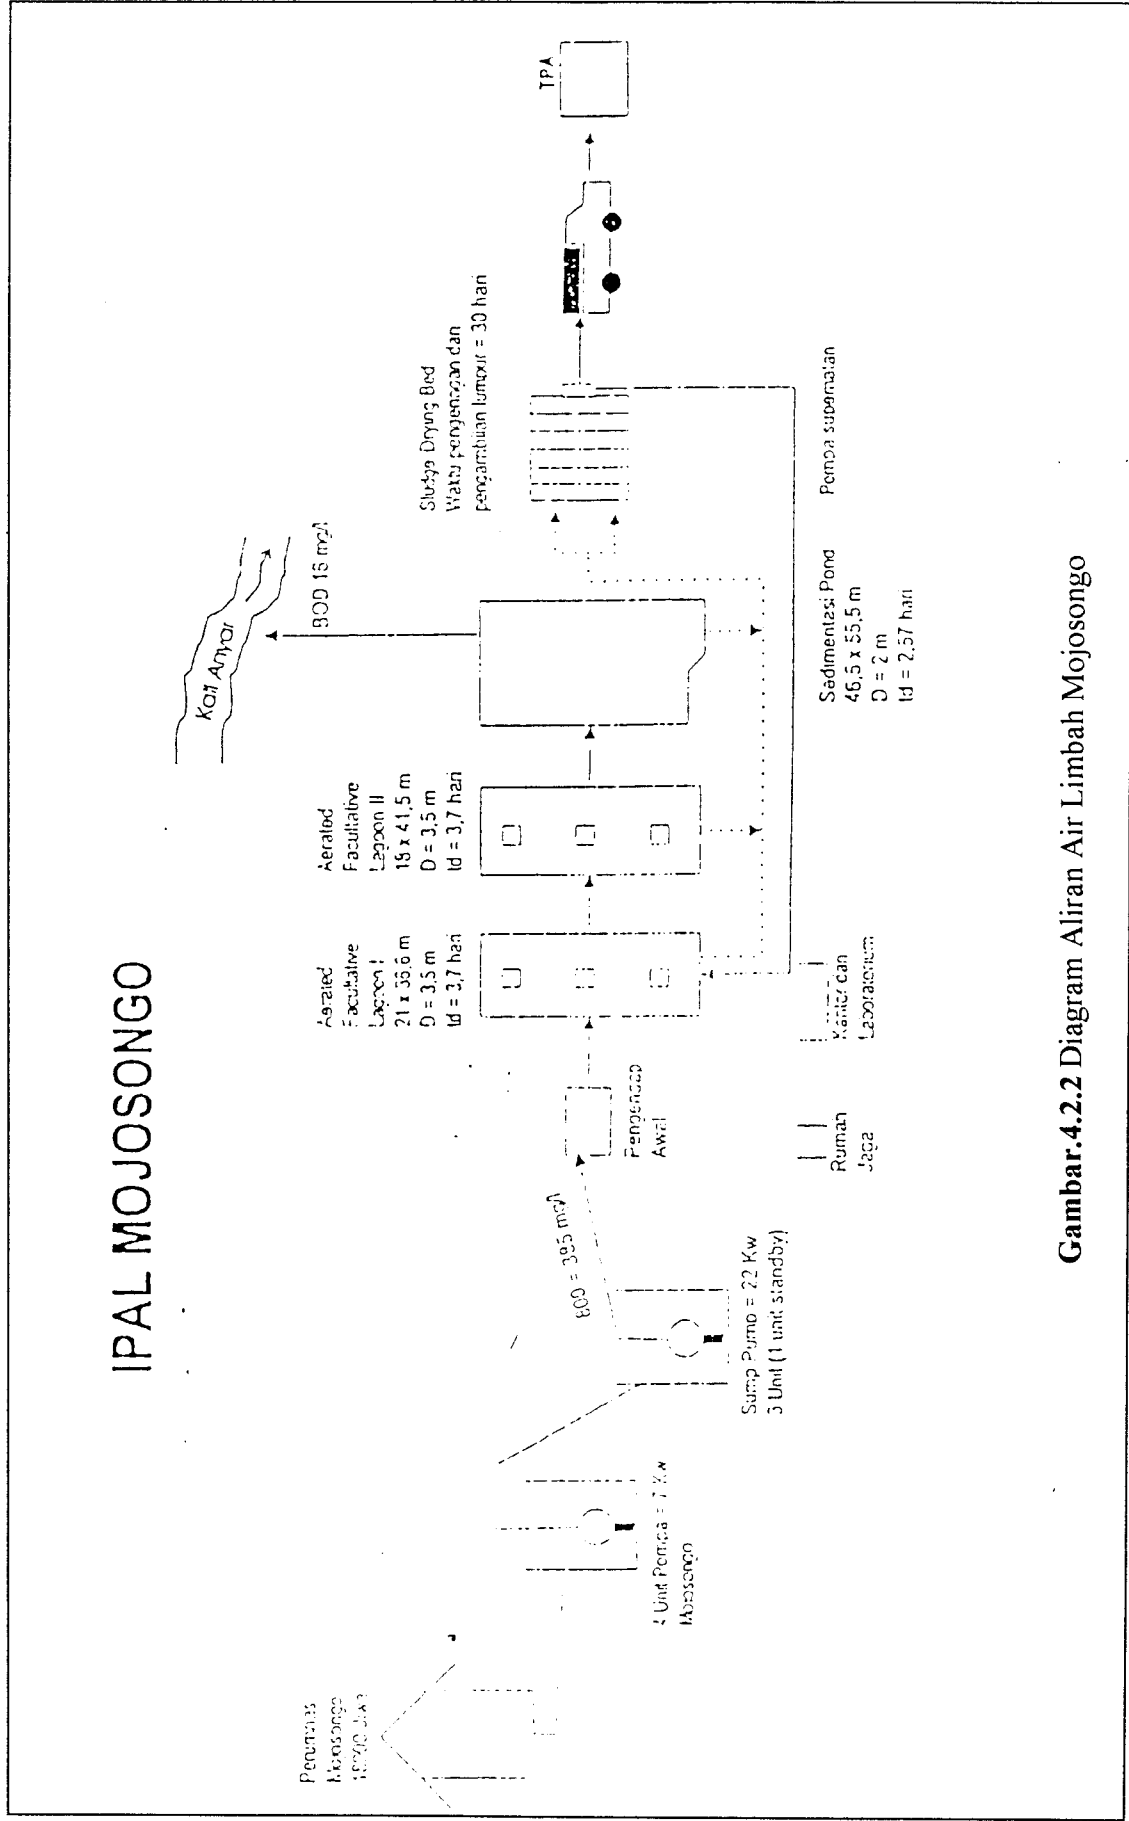 IPAL MOJOSONGO
Kali Anyar
BOD 16 mg/l
TPA
Sludge Drying Bed
Waktu pengeringan dan
pengambilan lumpur = 30 hari
Aerated
Facultative
Lagoon I
21 x 36,6 m
D = 3,5 m
td = 3,7 hari
Aerated
Facultative
Lagoon II
18 x 41,5 m
D = 3,5 m
td = 3,7 hari
Perumnas
Mojosongo
BOD = 395 mg/l
Pengendap
Awal
Unit Pompa = 7 Kw
Mojosongo
Sump Pump = 22 Kw
3 Unit (1 unit standby)
Rumah
Jaga
Kantor dan
Laboratorium
Sedimentasi Pond
46,5 x 55,5 m
D = 2 m
td = 2,57 hari
Pompa supernatan
Gambar.4.2.2 Diagram Aliran Air Limbah Mojosongo